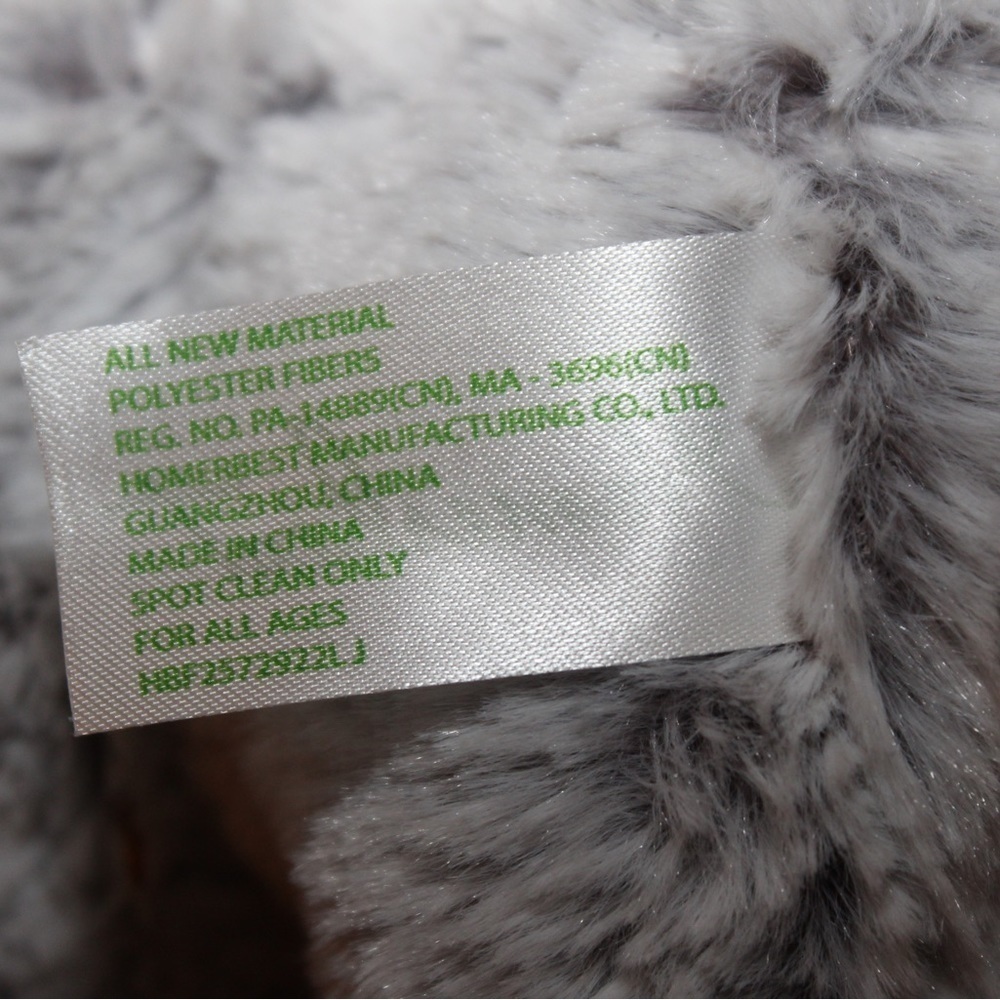 ALL NEW MATERIAL
POLYESTER FIBERS
REG. NO. PA-14889(CN), MA - 3696(CN)
HOMERBEST MANUFACTURING CO., LTD.
GUANGZHOU, CHINA
MADE IN CHINA
SPOT CLEAN ONLY
FOR ALL AGES
HBF2572922L J